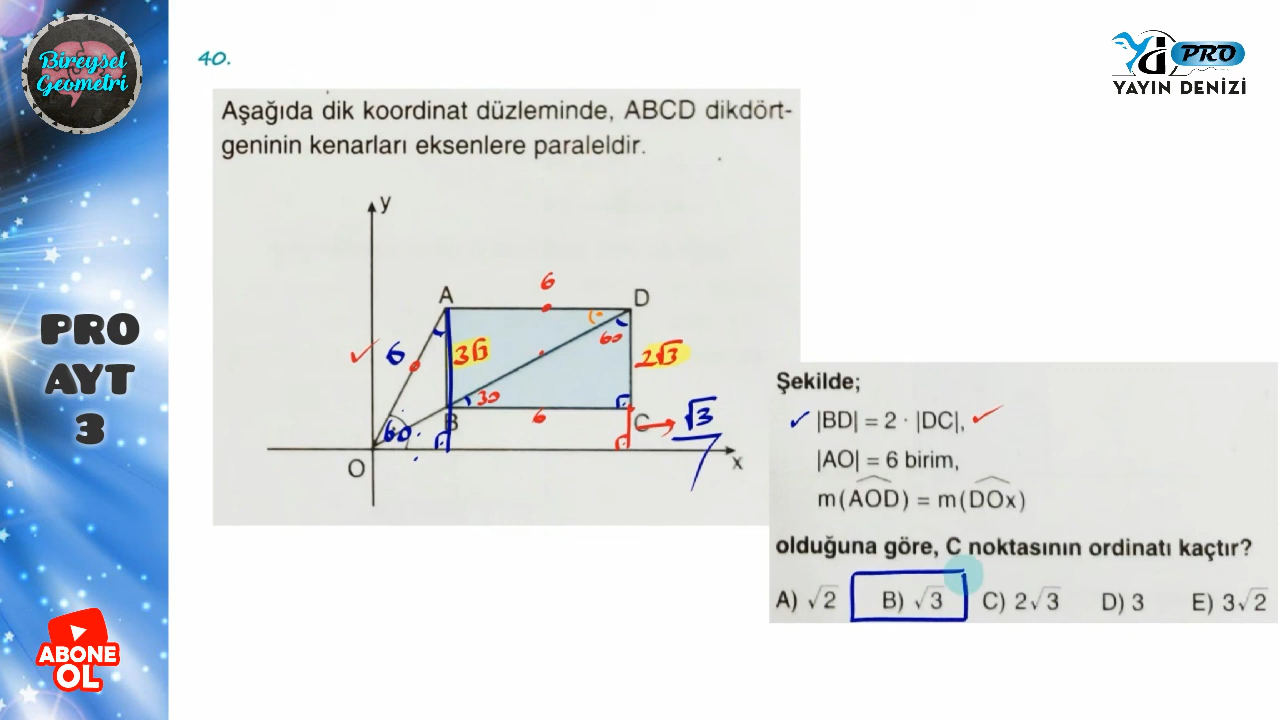 Bireysel
Geometri
PRO
AYT
3
ABONE
OL
40.
PRO
YAYIN DENİZİ
Aşağıda dik koordinat düzleminde, ABCD dikdört-
geninin kenarları eksenlere paraleldir.
y
6
A
D
6
3√3
60
2√3
30
B
6
C
√3
60
O
x
Şekilde;
|BD| = 2 · |DC|,
|AO| = 6 birim,
m(AOD) = m(DOx)
olduğuna göre, C noktasının ordinatı kaçtır?
A) √2 B) √3 C) 2√3 D) 3 E) 3√2